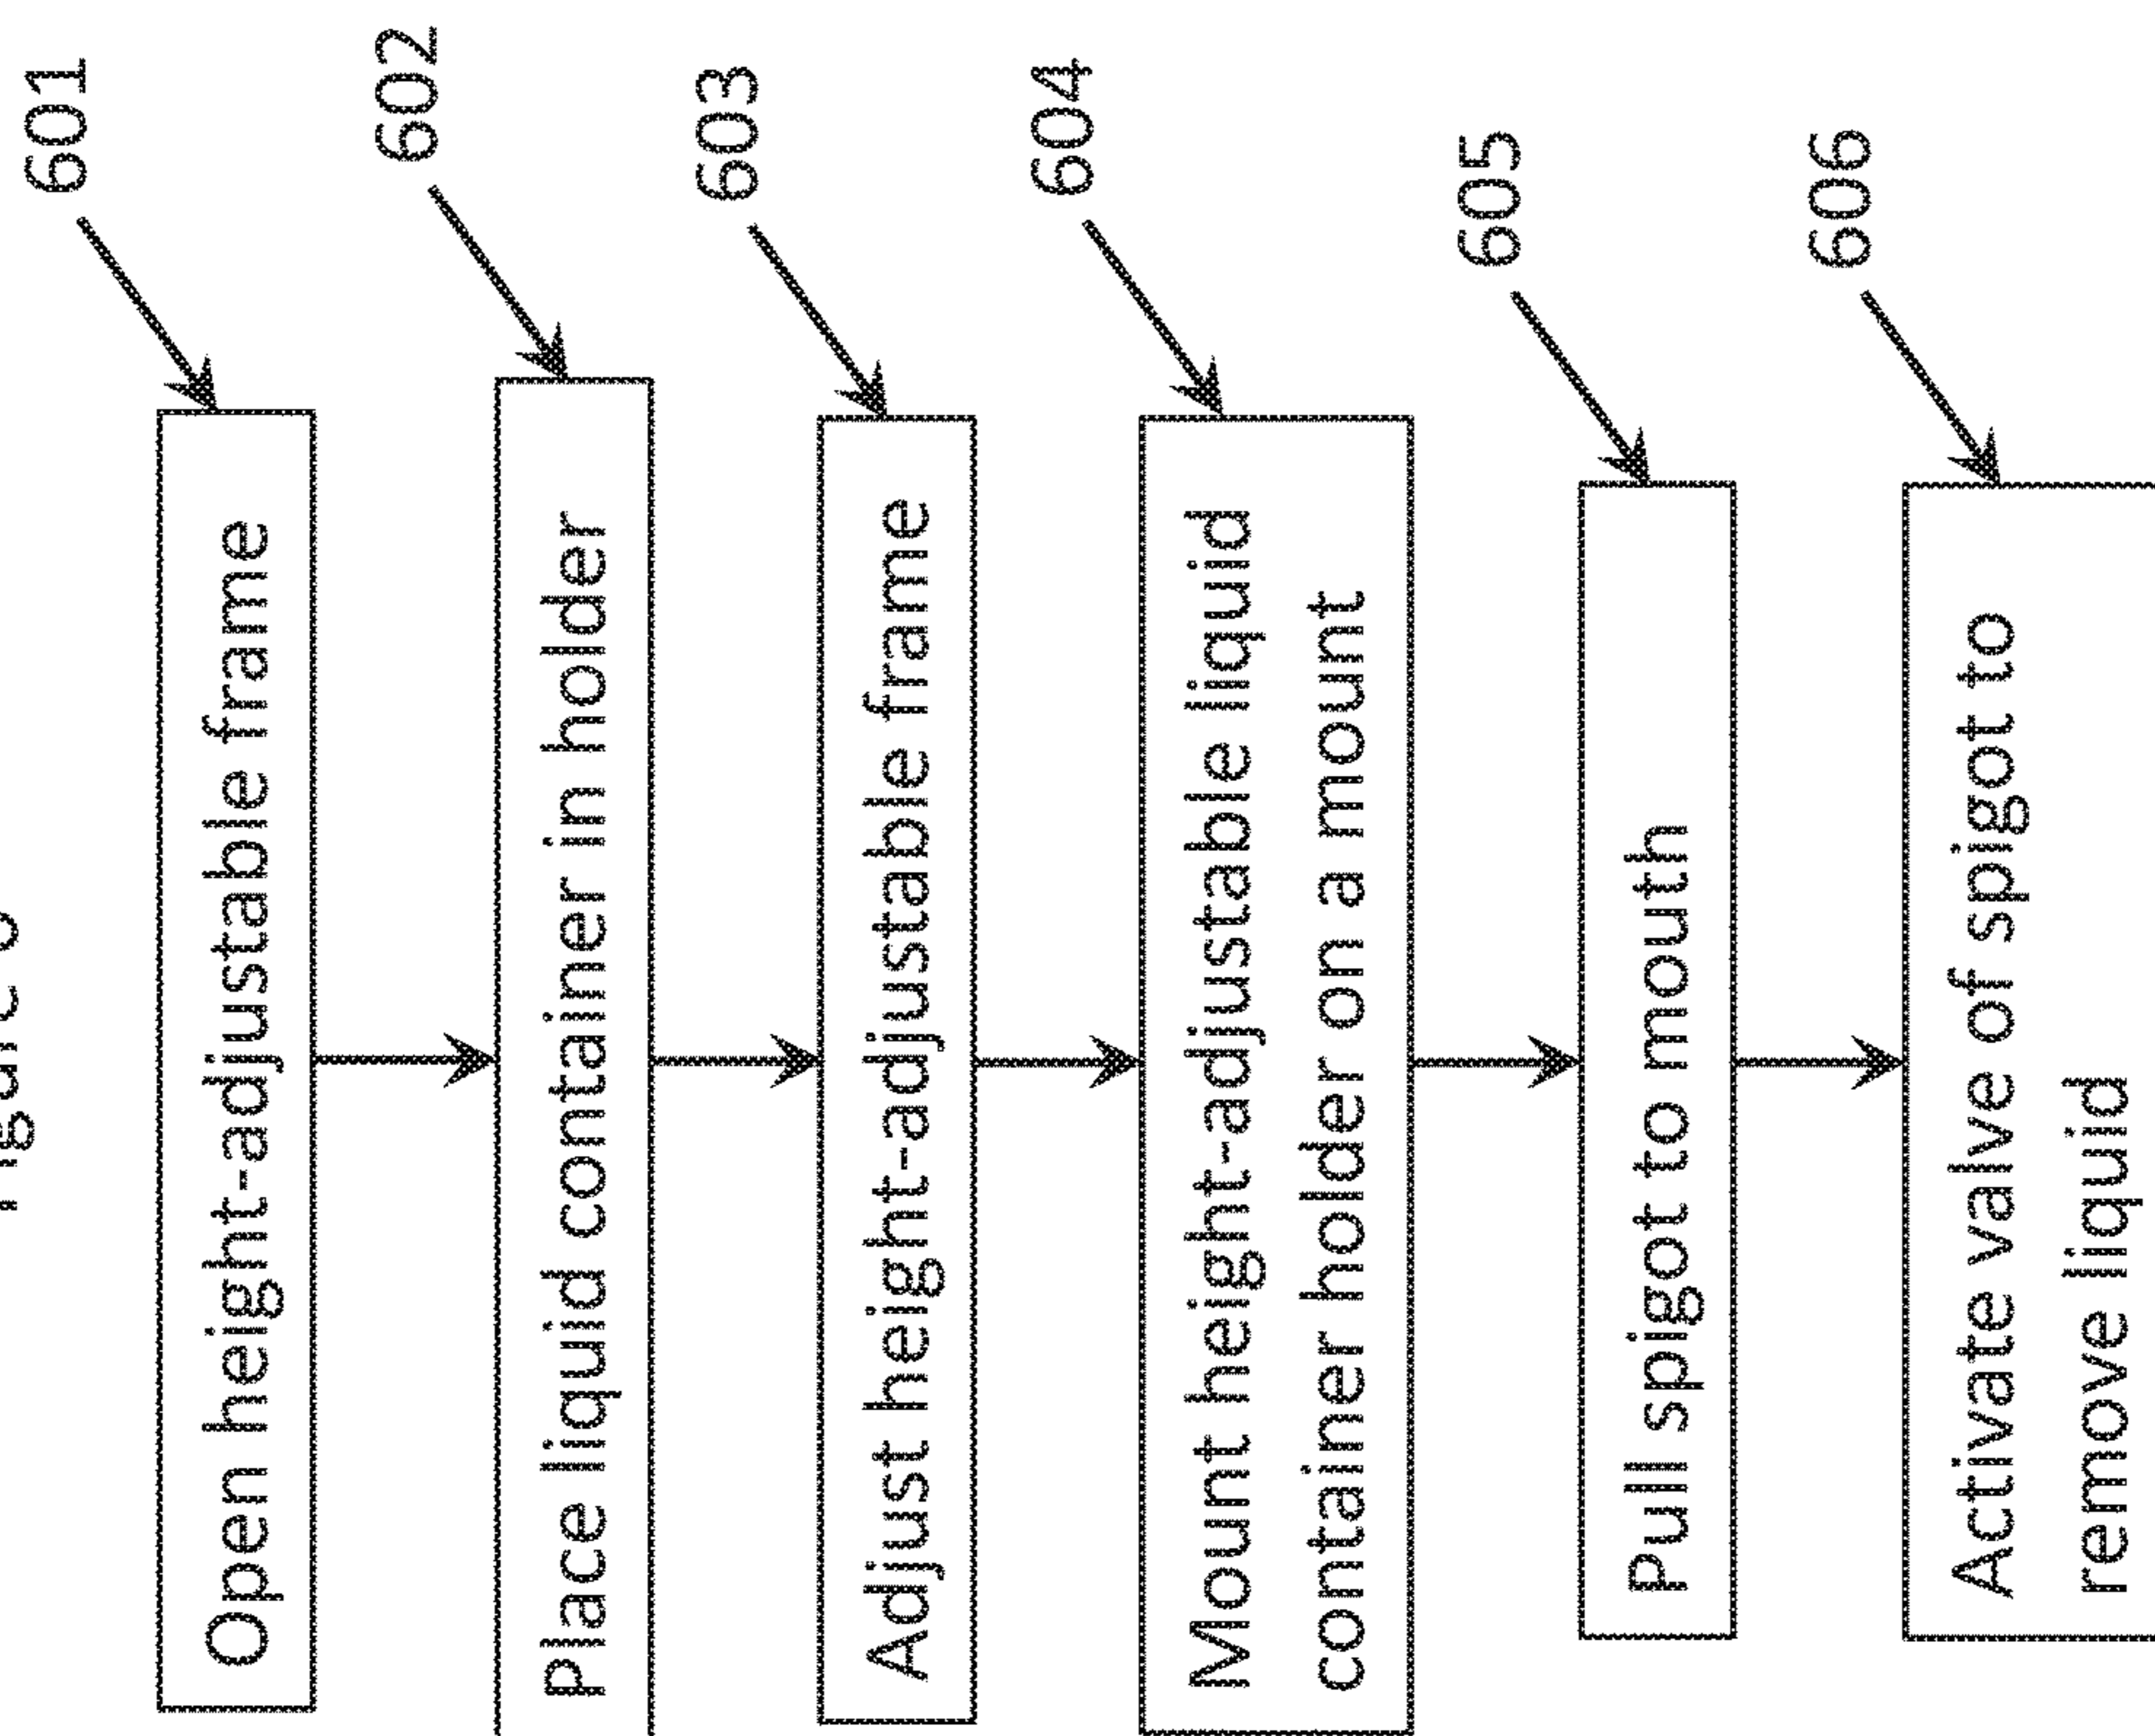 601
Open height-adjustable frame
602
Place liquid container in holder
603
Adjust height-adjustable frame
604
Mount height-adjustable liquid
container holder on a mount
605
Pull spigot to mouth
606
Activate valve of spigot to
remove liquid